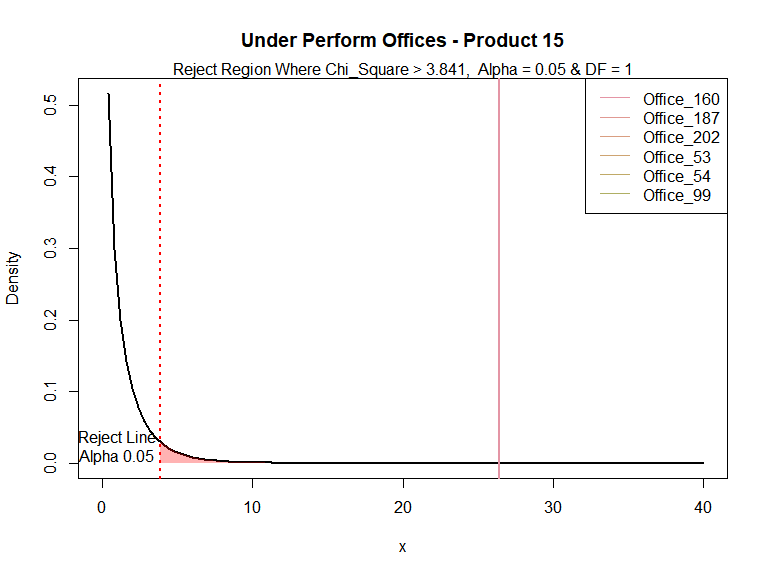 Under Perform Offices - Product 15
Reject Region Where Chi_Square > 3.841,  Alpha = 0.05 & DF = 1
Office_160
Office_187
Office_202
Office_53
Office_54
Office_99
Density
0.5
0.4
0.3
0.2
0.1
0.0
Reject Line
Alpha 0.05
0 10 20 30 40
x